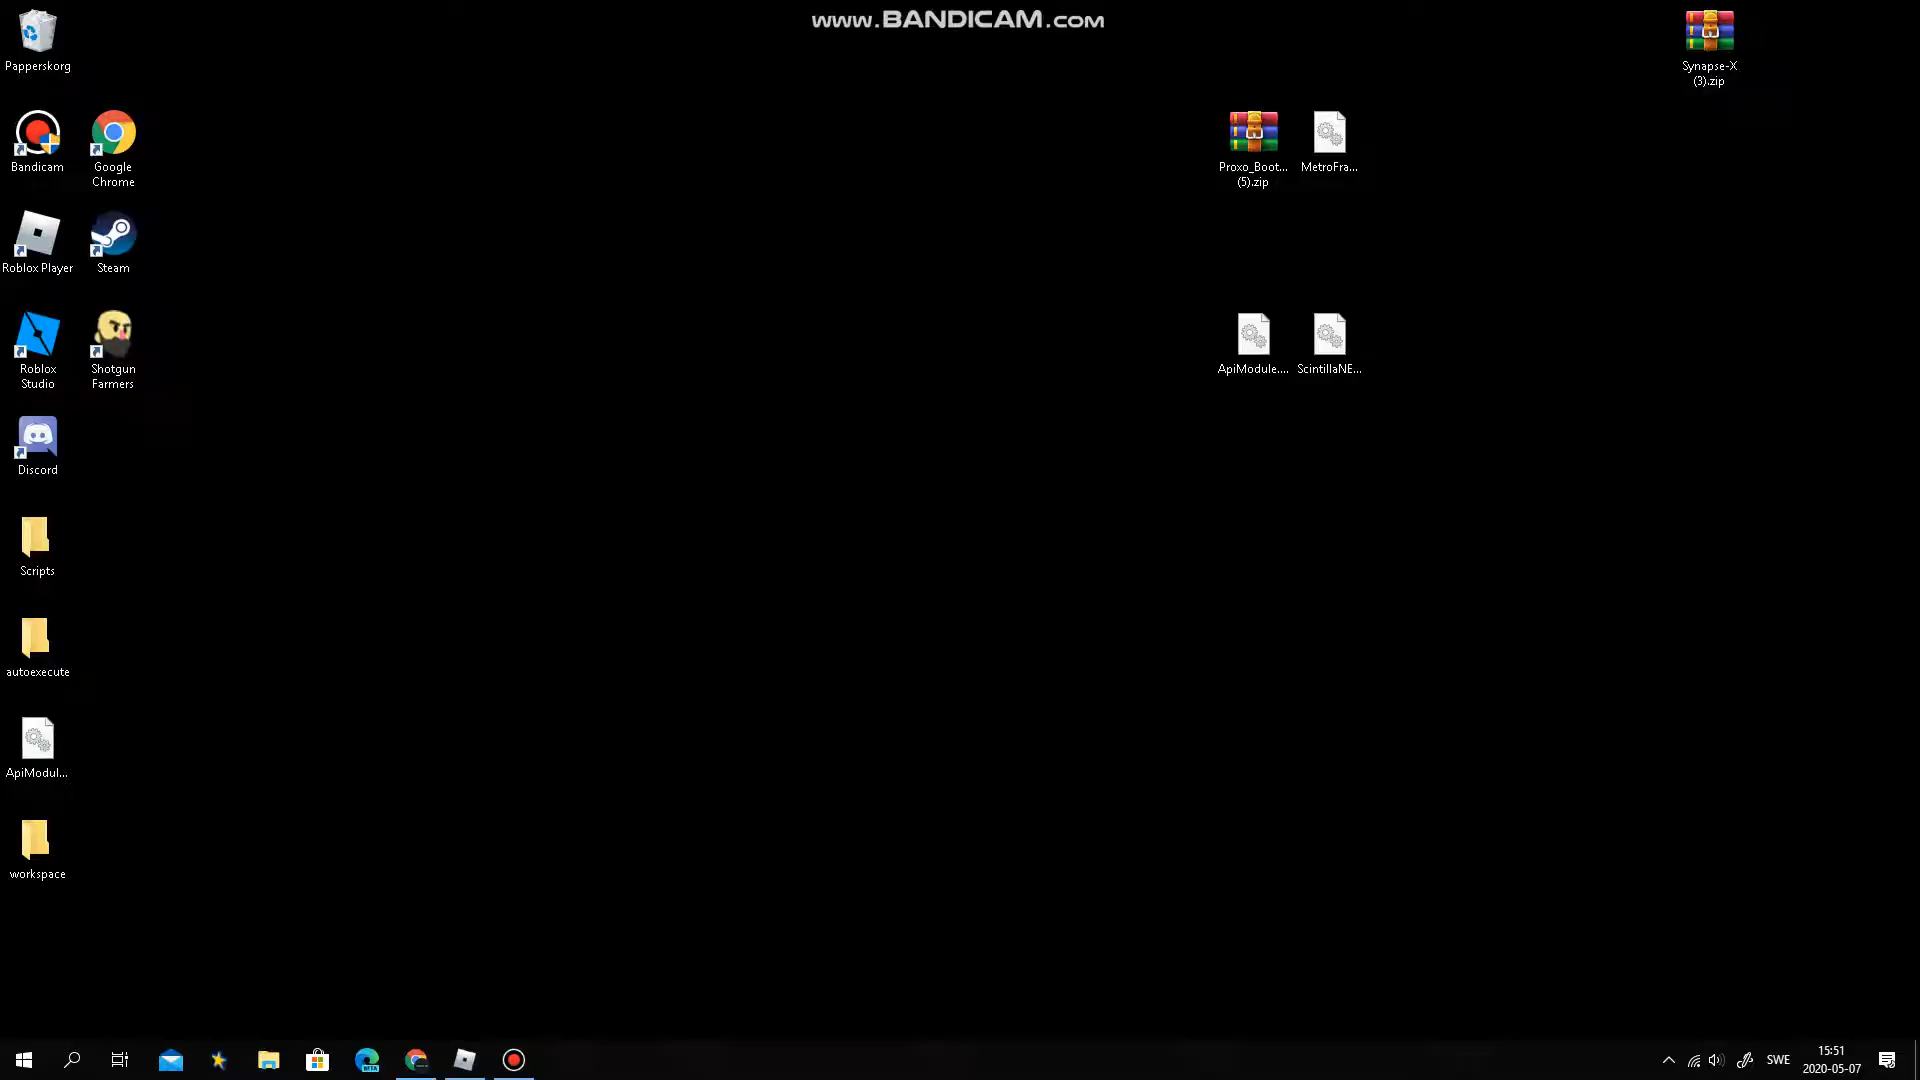 www.BANDICAM.com
Papperskorg
Synapse-X
(3).zip
Bandicam
Google
Chrome
Proxo_Boot...
(5).zip
MetroFra...
Roblox Player
Steam
Roblox
Studio
Shotgun
Farmers
ApiModule....
ScintillaNE...
Discord
Scripts
autoexecute
ApiModul...
workspace
BETA
SWE
15:51
2020-05-07